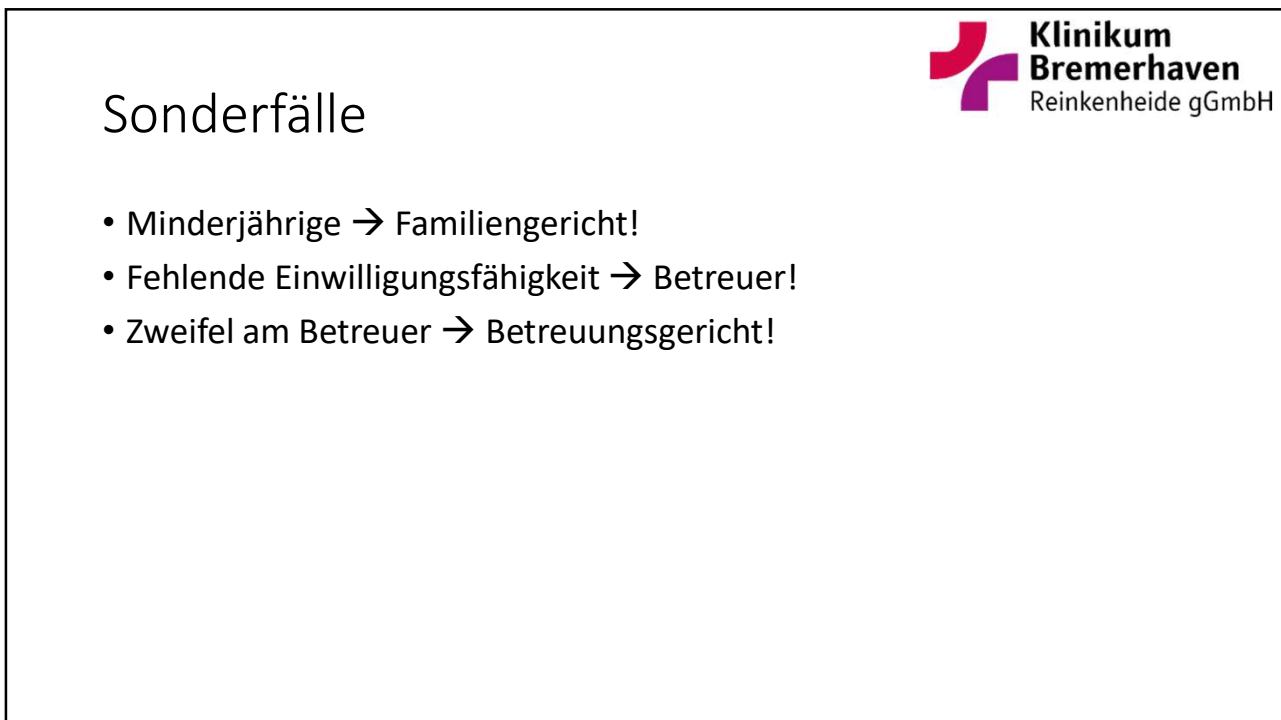 Klinikum
Bremerhaven
Reinkenheide gGmbH
Sonderfälle
• Minderjährige → Familiengericht!
• Fehlende Einwilligungsfähigkeit → Betreuer!
• Zweifel am Betreuer → Betreuungsgericht!